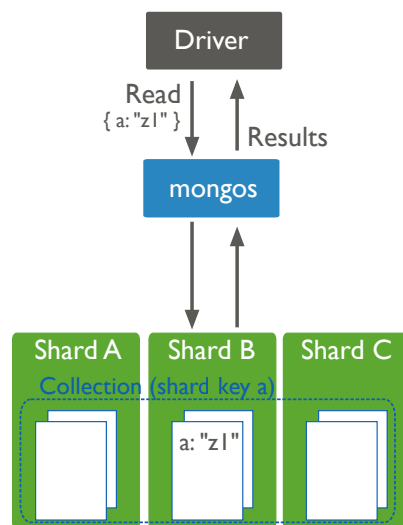 Driver
Read
{ a: "z1" }
Results
mongos
Shard A
Shard B
Shard C
Collection (shard key a)
a: "z1"